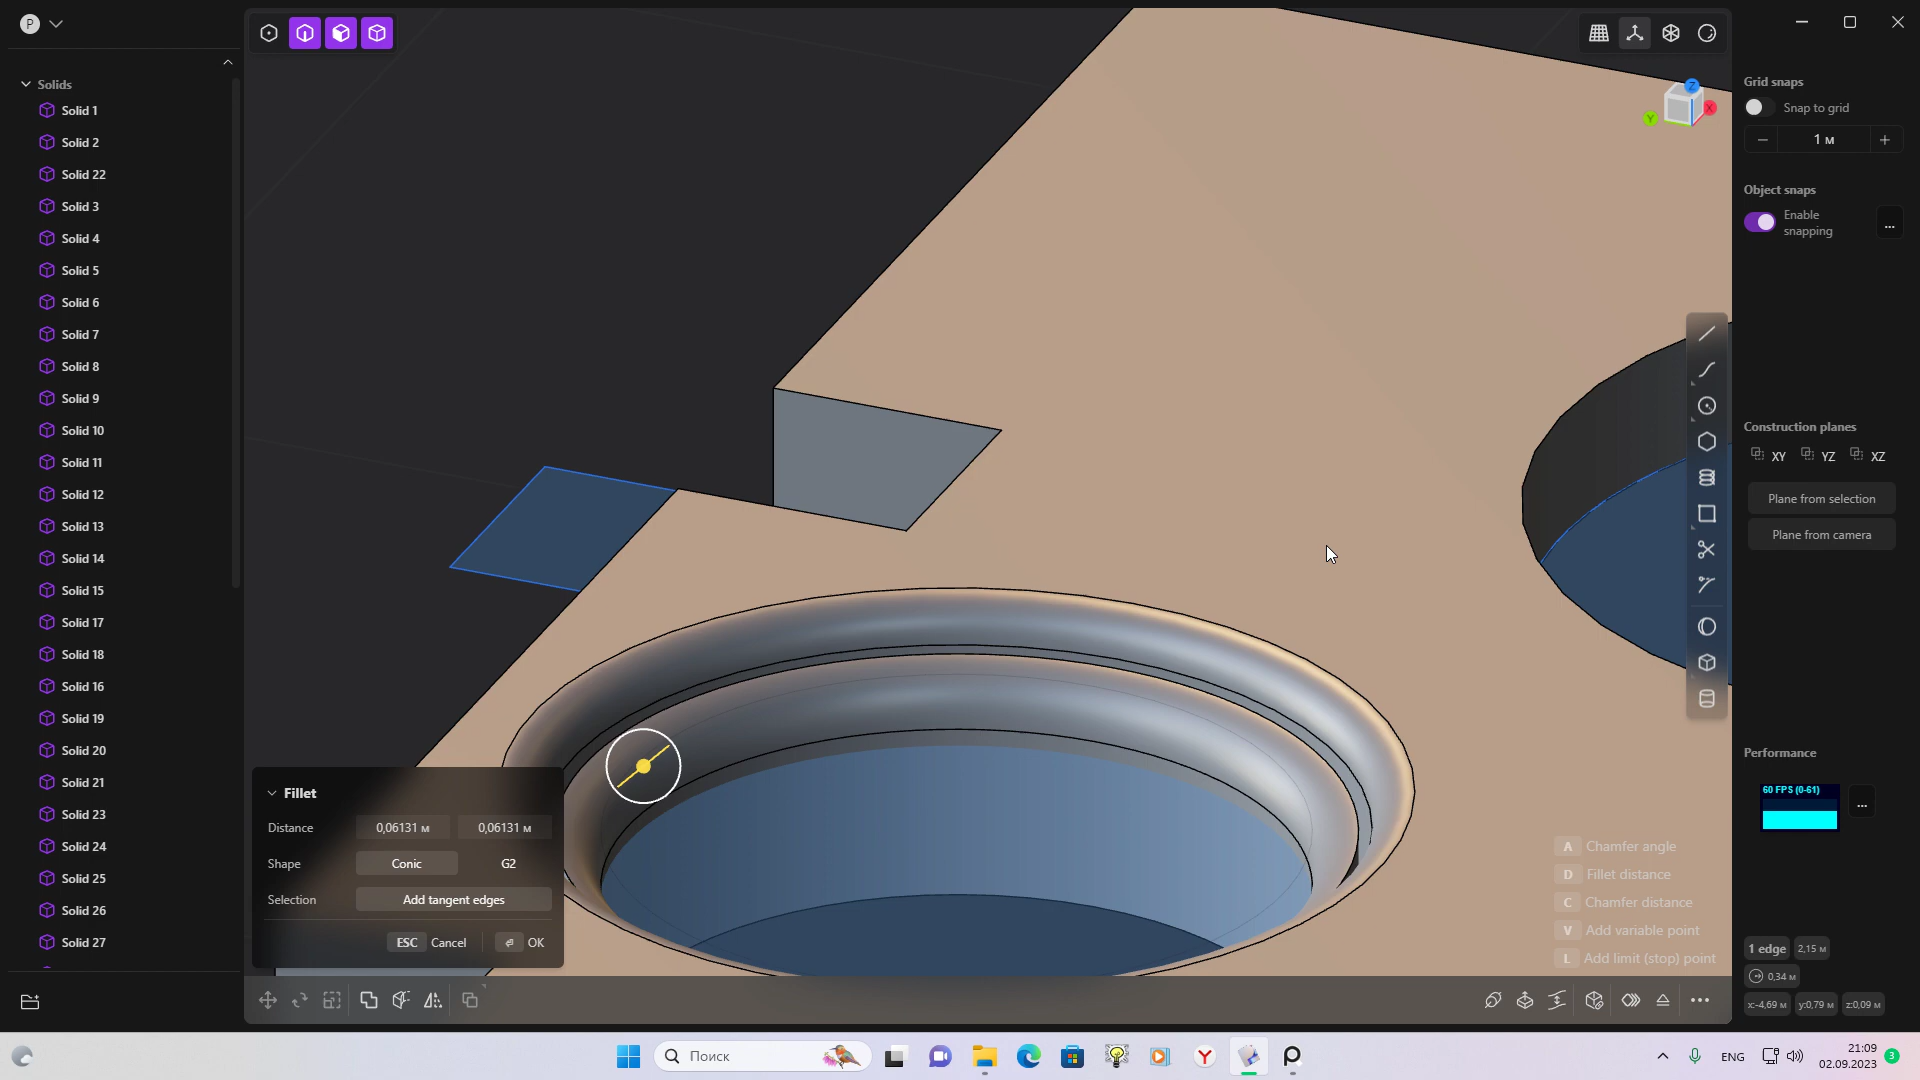 P
Solids
Solid 1
Solid 2
Solid 22
Solid 3
Solid 4
Solid 5
Solid 6
Solid 7
Solid 8
Solid 9
Solid 10
Solid 11
Solid 12
Solid 13
Solid 14
Solid 15
Solid 17
Solid 18
Solid 16
Solid 19
Solid 20
Solid 21
Solid 23
Solid 24
Solid 25
Solid 26
Solid 27
Z
X
Y
Grid snaps
Snap to grid
1 м
Object snaps
Enable
snapping
...
Construction planes
XY YZ XZ
Plane from selection
Plane from camera
Performance
60 FPS (0-61)
...
Fillet
Distance 0,06131 м 0,06131 м
Shape Conic G2
Selection Add tangent edges
ESC Cancel OK
A Chamfer angle
D Fillet distance
C Chamfer distance
V Add variable point
L Add limit (stop) point
1 edge 2,15 м
0,34 м
x:-4,69 м y:0,79 м z:0,09 м
Поиск
ENG
21:09
02.09.2023
3